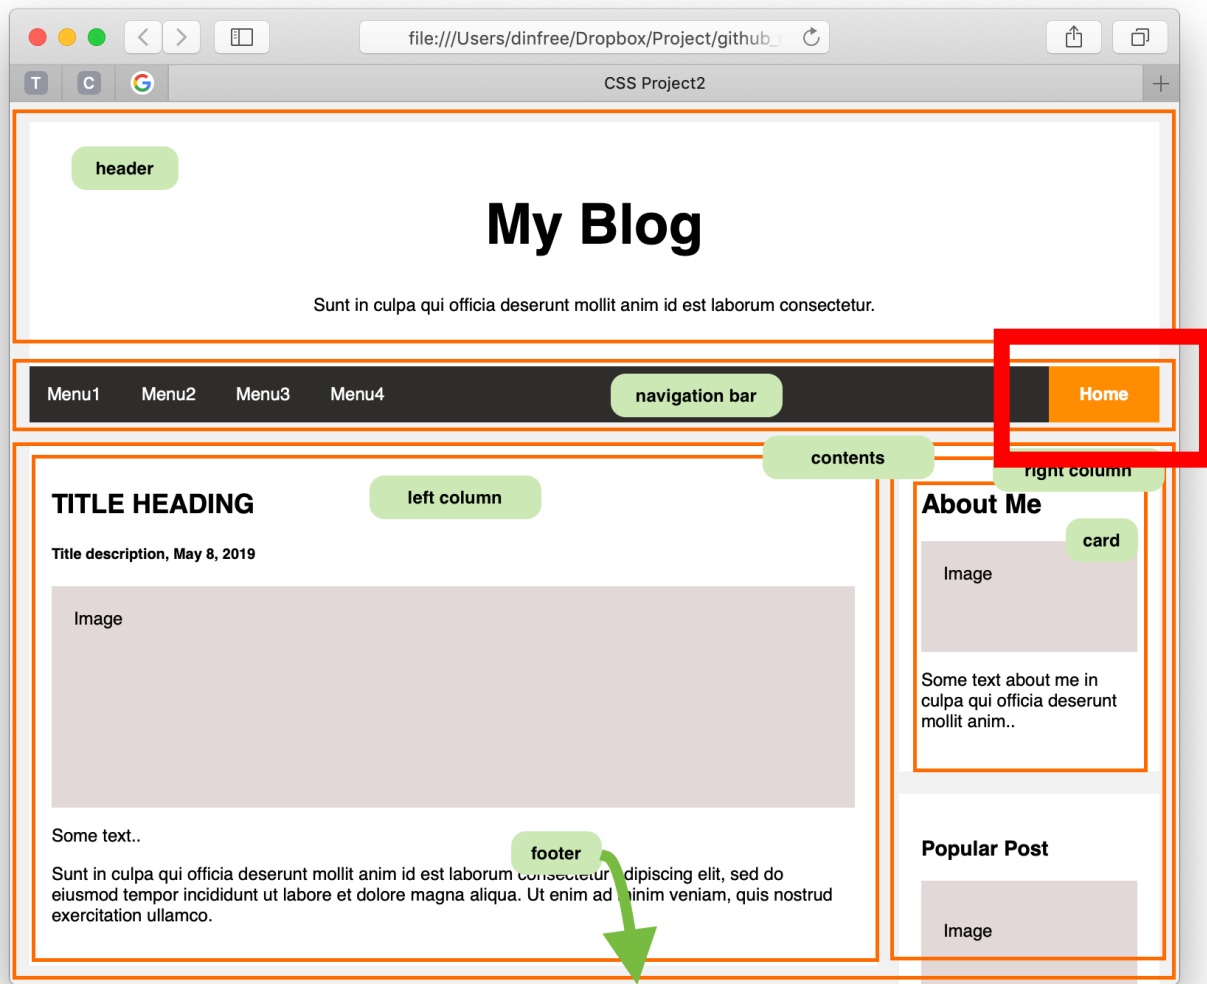 file:///Users/dinfree/Dropbox/Project/github_
T
C
G
CSS Project2
header
My Blog
Sunt in culpa qui officia deserunt mollit anim id est laborum consectetur.
Menu1 Menu2 Menu3 Menu4 navigation bar Home
contents
right column
TITLE HEADING
left column
About Me
Title description, May 8, 2019
card
Image
Image
Some text about me in
culpa qui officia deserunt
mollit anim..
Some text..
footer
Popular Post
Sunt in culpa qui officia deserunt mollit anim id est laborum consectetur adipiscing elit, sed do
eiusmod tempor incididunt ut labore et dolore magna aliqua. Ut enim ad minim veniam, quis nostrud
exercitation ullamco.
Image